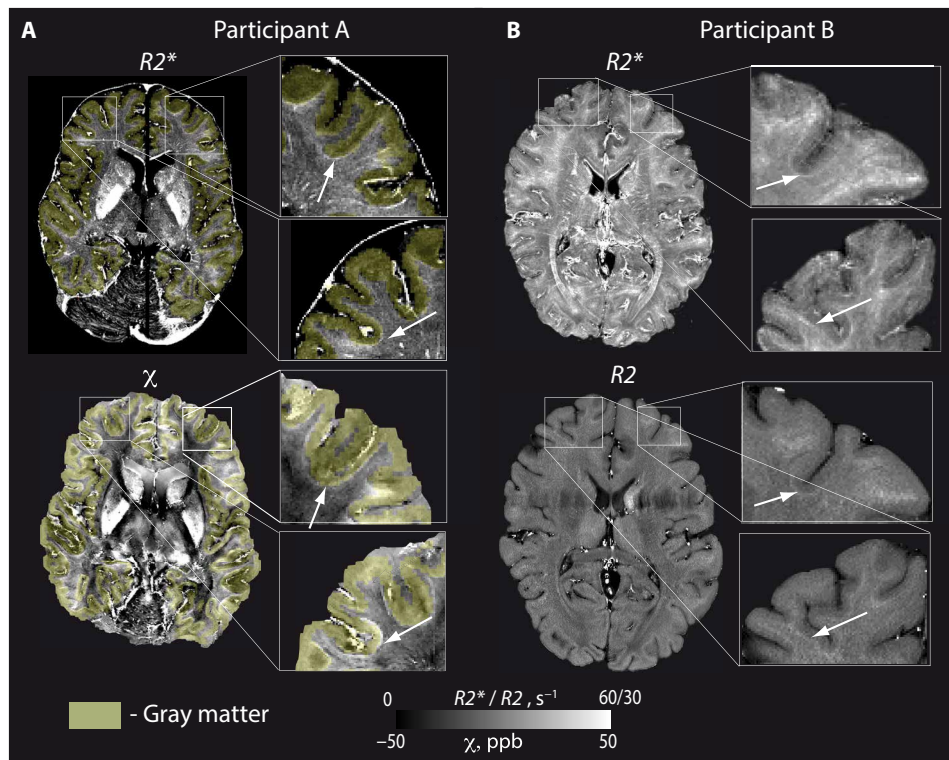 A
Participant A
B
Participant B
R2*
R2*
χ
R2
- Gray matter
0
R2* / R2 , s⁻¹
60/30
−50
χ, ppb
50